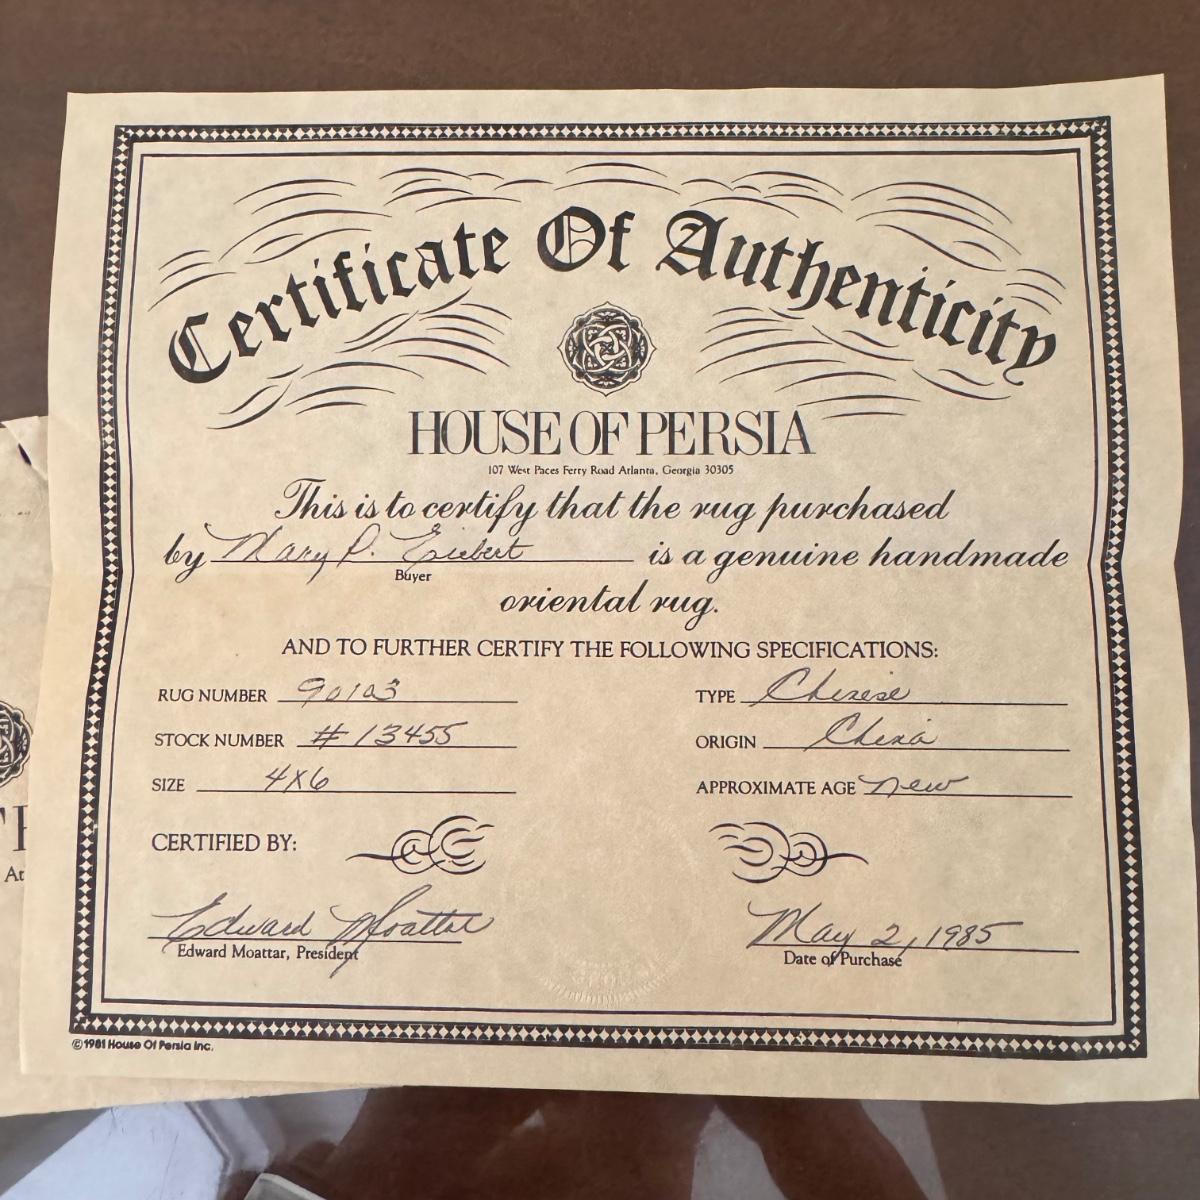 Certificate Of Authenticity
HOUSE OF PERSIA
107 West Paces Ferry Road Atlanta, Georgia 30305
This is to certify that the rug purchased
by Mary P. Eiebert is a genuine handmade
Buyer
oriental rug.
AND TO FURTHER CERTIFY THE FOLLOWING SPECIFICATIONS:
RUG NUMBER 90103 TYPE Chinese
STOCK NUMBER # 13455 ORIGIN China
SIZE 4x6 APPROXIMATE AGE new
CERTIFIED BY:
Edward Moattar May 2, 1985
Edward Moattar, President Date of Purchase
© 1981 House Of Persia Inc.
At